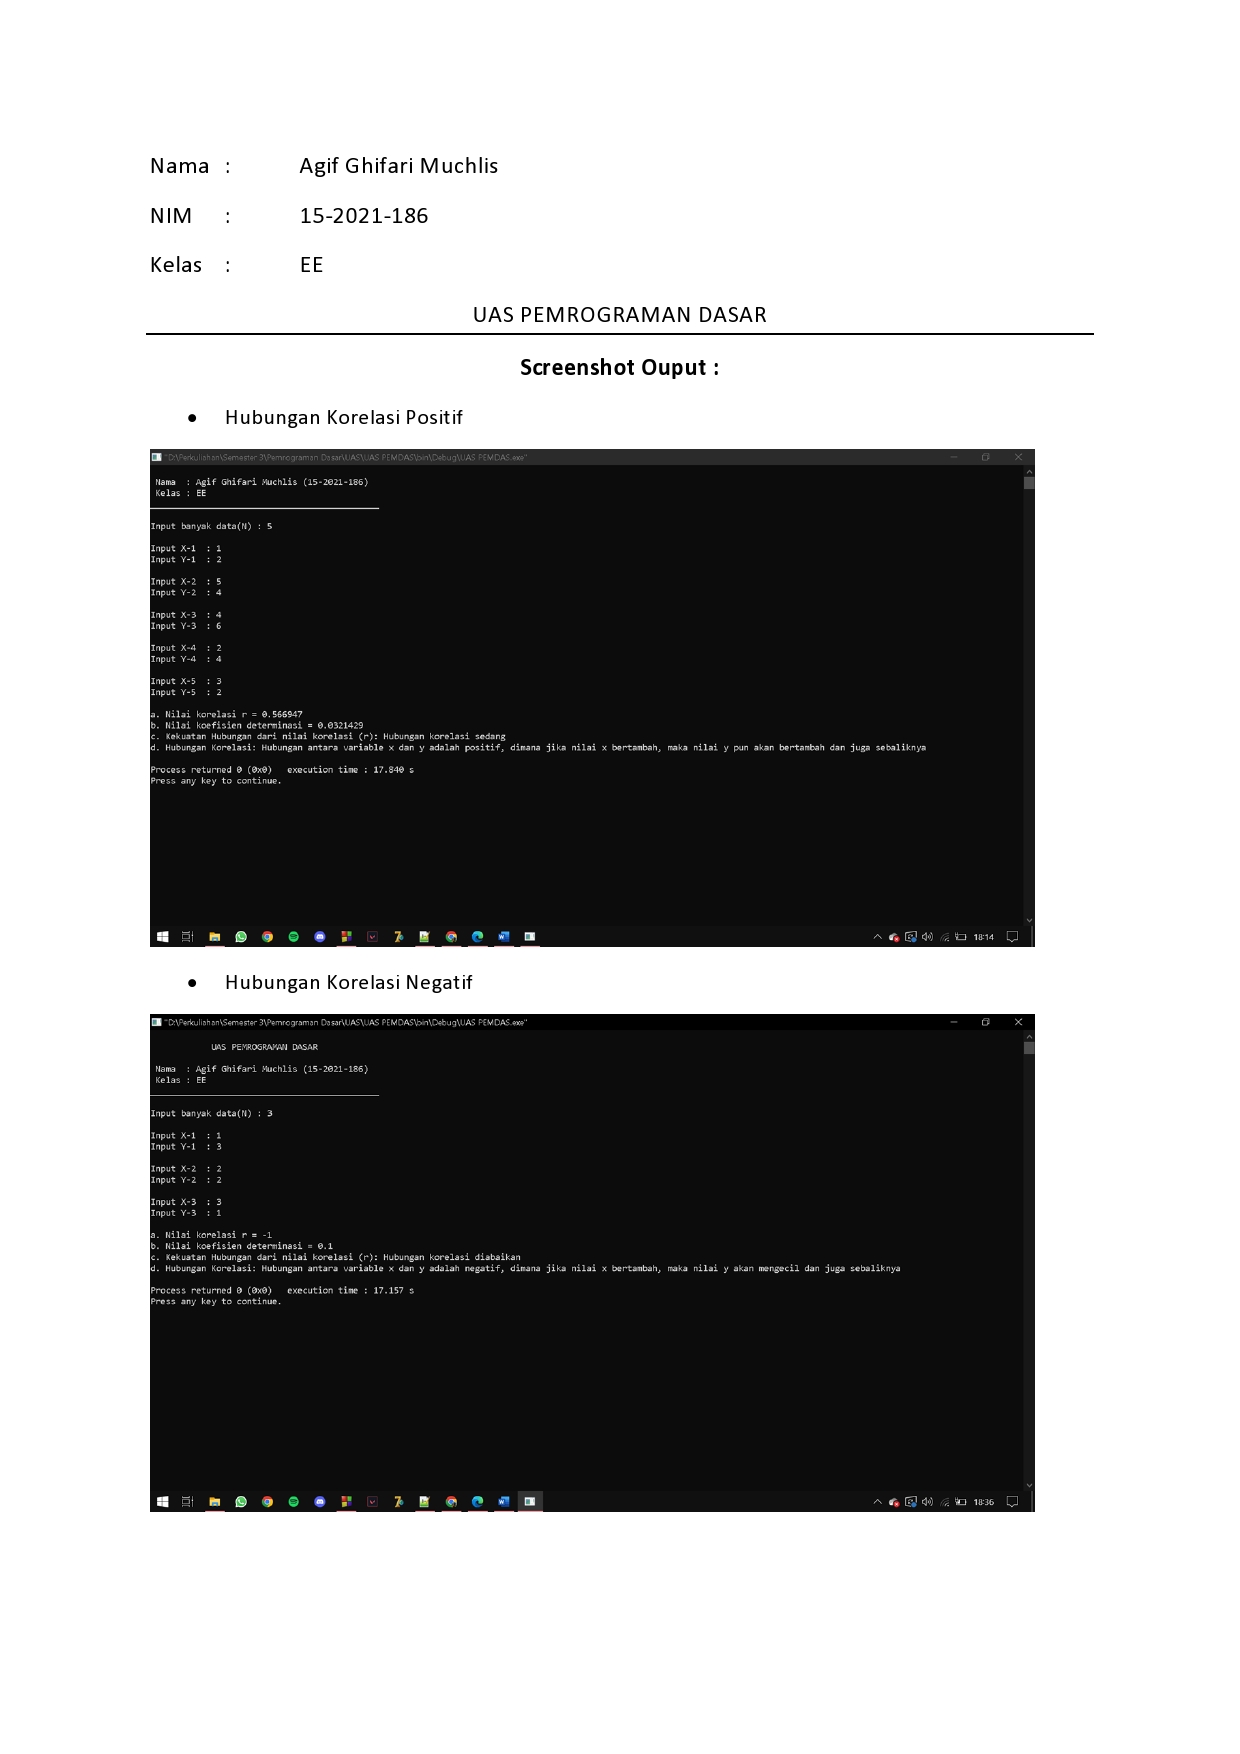 Nama : Agif Ghifari Muchlis
NIM : 15-2021-186
Kelas : EE
UAS PEMROGRAMAN DASAR
Screenshot Ouput :
• Hubungan Korelasi Positif
"D:\Perkuliahan\Semester 3\Pemrograman Dasar\UAS\UAS PEMDAS\bin\Debug\UAS PEMDAS.exe"
Nama : Agif Ghifari Muchlis (15-2021-186)
Kelas : EE
Input banyak data(N) : 5
Input X-1 : 1
Input Y-1 : 2
Input X-2 : 5
Input Y-2 : 4
Input X-3 : 4
Input Y-3 : 6
Input X-4 : 2
Input Y-4 : 4
Input X-5 : 3
Input Y-5 : 2
a. Nilai korelasi r = 0.566947
b. Nilai koefisien determinasi = 0.0321429
c. Kekuatan Hubungan dari nilai korelasi (r): Hubungan korelasi sedang
d. Hubungan Korelasi: Hubungan antara variable x dan y adalah positif, dimana jika nilai x bertambah, maka nilai y pun akan bertambah dan juga sebaliknya
Process returned 0 (0x0) execution time : 17.840 s
Press any key to continue.
18:14
• Hubungan Korelasi Negatif
"D:\Perkuliahan\Semester 3\Pemrograman Dasar\UAS\UAS PEMDAS\bin\Debug\UAS PEMDAS.exe"
UAS PEMROGRAMAN DASAR
Nama : Agif Ghifari Muchlis (15-2021-186)
Kelas : EE
Input banyak data(N) : 3
Input X-1 : 1
Input Y-1 : 3
Input X-2 : 2
Input Y-2 : 2
Input X-3 : 3
Input Y-3 : 1
a. Nilai korelasi r = -1
b. Nilai koefisien determinasi = 0.1
c. Kekuatan Hubungan dari nilai korelasi (r): Hubungan korelasi diabaikan
d. Hubungan Korelasi: Hubungan antara variable x dan y adalah negatif, dimana jika nilai x bertambah, maka nilai y akan mengecil dan juga sebaliknya
Process returned 0 (0x0) execution time : 17.157 s
Press any key to continue.
18:36